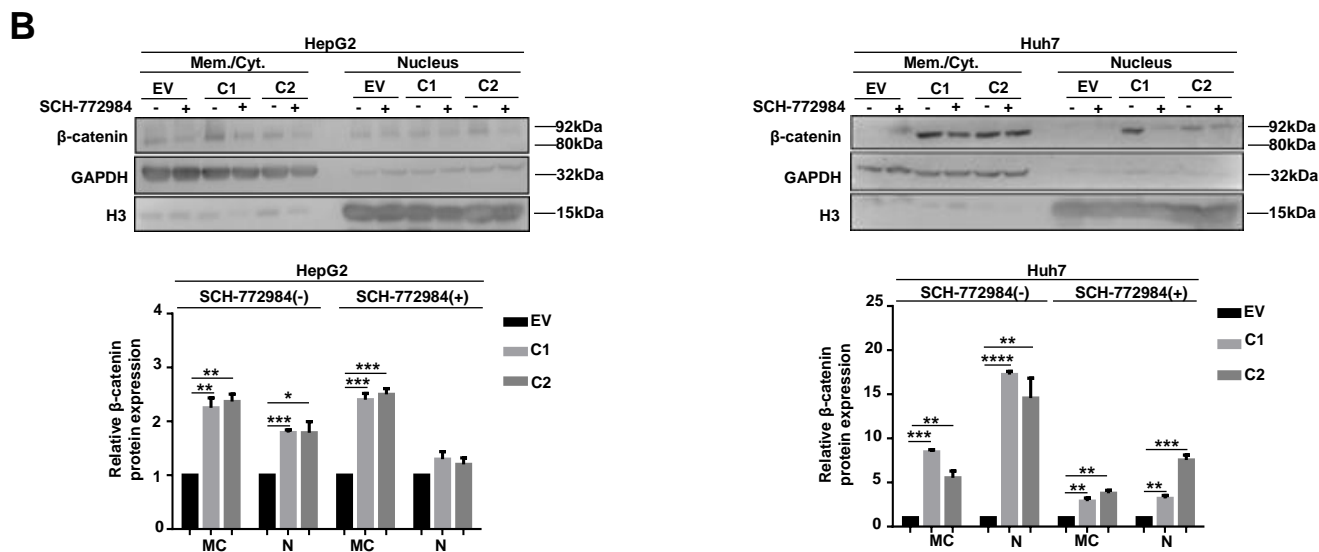 B
HepG2
Mem./Cyt. Nucleus
EV C1 C2 EV C1 C2
SCH-772984 - + - + - + - + - + - +
β-catenin
92kDa
80kDa
GAPDH 32kDa
H3 15kDa
Huh7
Mem./Cyt. Nucleus
EV C1 C2 EV C1 C2
SCH-772984 - + - + - + - + - + - +
β-catenin
92kDa
80kDa
GAPDH 32kDa
H3 15kDa
HepG2
SCH-772984(-) SCH-772984(+)
Relative β-catenin
protein expression
4
3
2
1
0
** ** *** * *** ***
MC N MC N
EV
C1
C2
Huh7
SCH-772984(-) SCH-772984(+)
Relative β-catenin
protein expression
25
20
15
10
5
0
*** ** **** ** ** ** ** ***
MC N MC N
EV
C1
C2